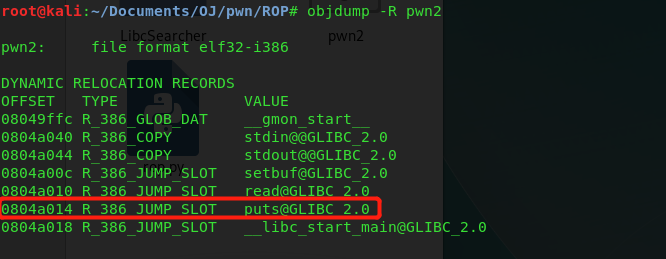 root@kali:~/Documents/OJ/pwn/ROP# objdump -R pwn2
LibcSearcher pwn2
pwn2:     file format elf32-i386
DYNAMIC RELOCATION RECORDS
OFFSET   TYPE              VALUE
08049ffc R_386_GLOB_DAT    __gmon_start__
0804a040 R_386_COPY        stdin@@GLIBC_2.0
0804a044 R_386_COPY        stdout@@GLIBC_2.0
0804a00c R_386_JUMP_SLOT   setbuf@GLIBC_2.0
0804a010 R_386_JUMP_SLOT   read@GLIBC_2.0
0804a014 R_386_JUMP_SLOT   puts@GLIBC_2.0
0804a018 R_386_JUMP_SLOT   __libc_start_main@GLIBC_2.0